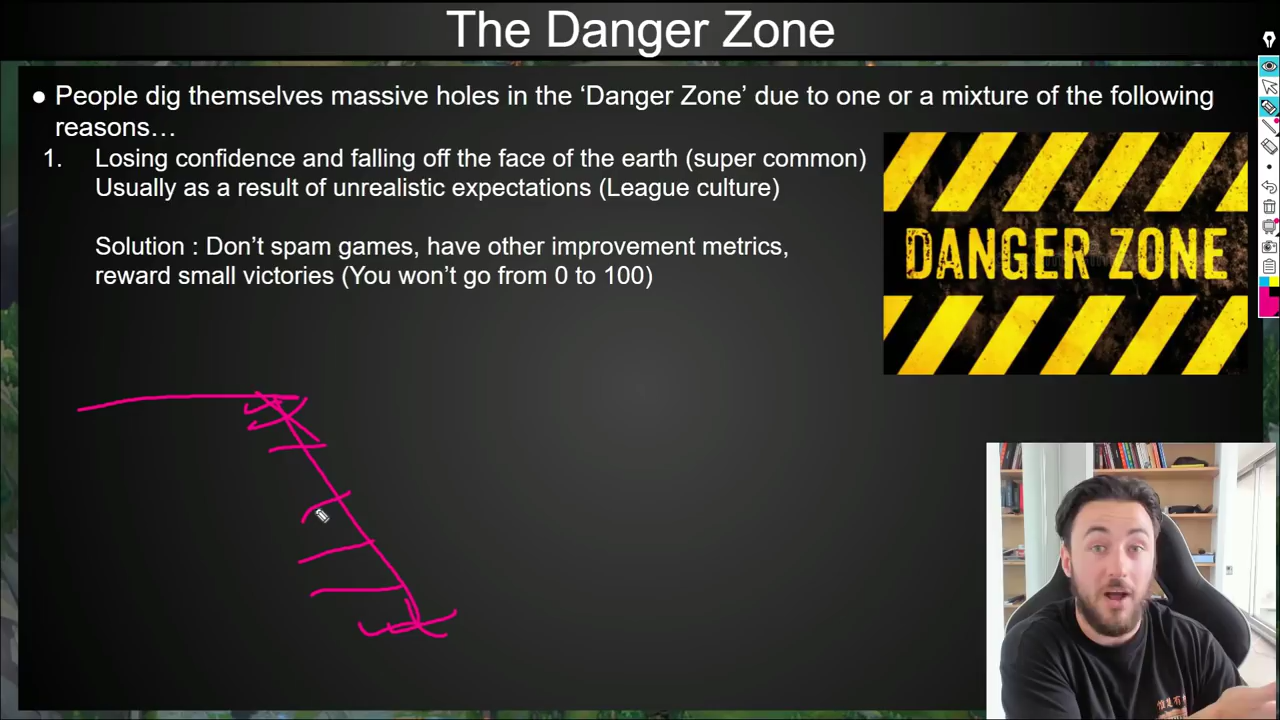 The Danger Zone
● People dig themselves massive holes in the ‘Danger Zone’ due to one or a mixture of the following
reasons…
1. Losing confidence and falling off the face of the earth (super common)
Usually as a result of unrealistic expectations (League culture)
Solution : Don’t spam games, have other improvement metrics,
reward small victories (You won’t go from 0 to 100)
DANGER ZONE